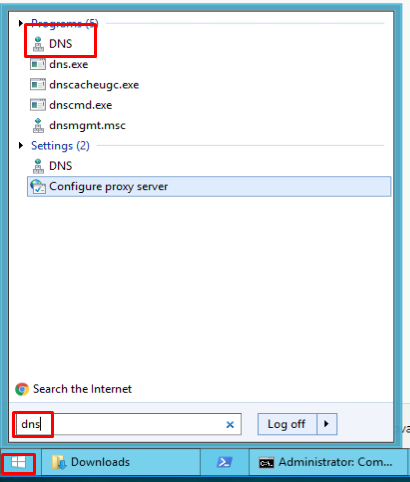 Programs (5)
DNS
dns.exe
dnscacheugc.exe
dnscmd.exe
dnsmgmt.msc
Settings (2)
DNS
Configure proxy server
Search the Internet
dns
Log off
Downloads
Administrator: Com...